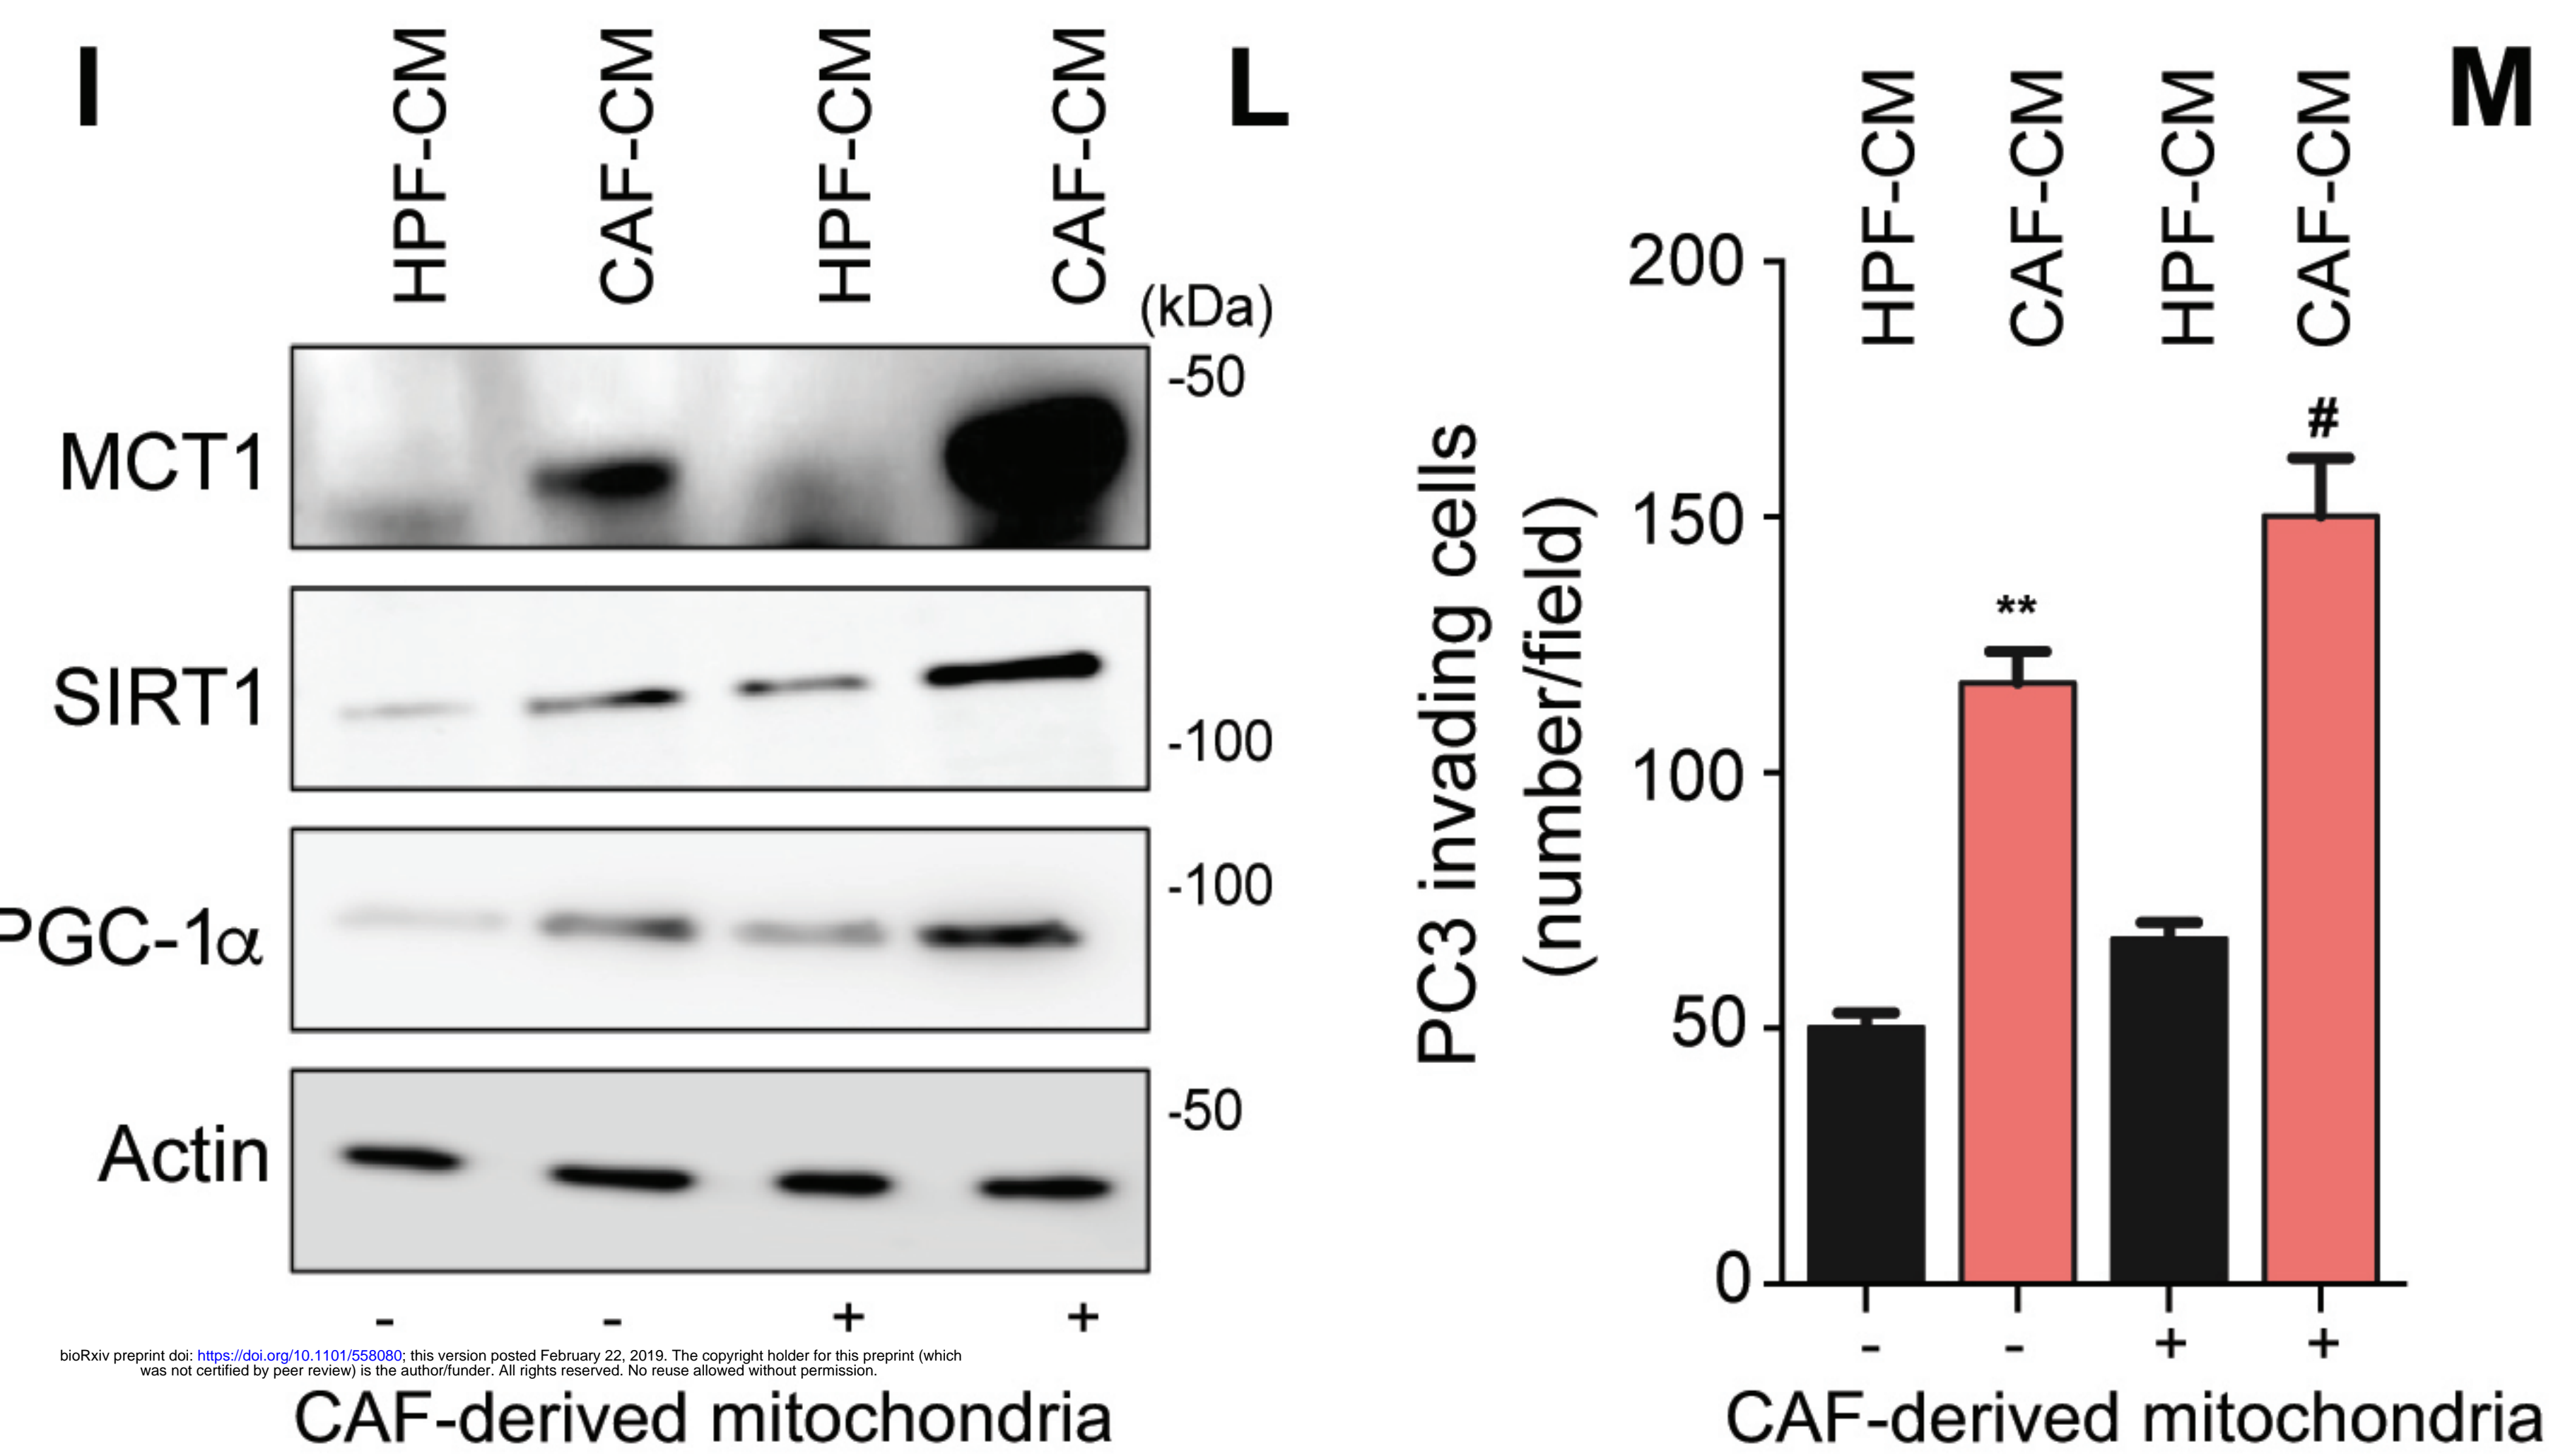 I
HPF-CM
CAF-CM
HPF-CM
CAF-CM
(kDa)
MCT1
-50
SIRT1
-100
PGC-1α
-100
Actin
-50
- - + +
bioRxiv preprint doi: https://doi.org/10.1101/558080; this version posted February 22, 2019. The copyright holder for this preprint (which
was not certified by peer review) is the author/funder. All rights reserved. No reuse allowed without permission.
CAF-derived mitochondria
L
HPF-CM
CAF-CM
HPF-CM
CAF-CM
PC3 invading cells
(number/field)
200
150
100
50
0
**
#
- - + +
CAF-derived mitochondria
M